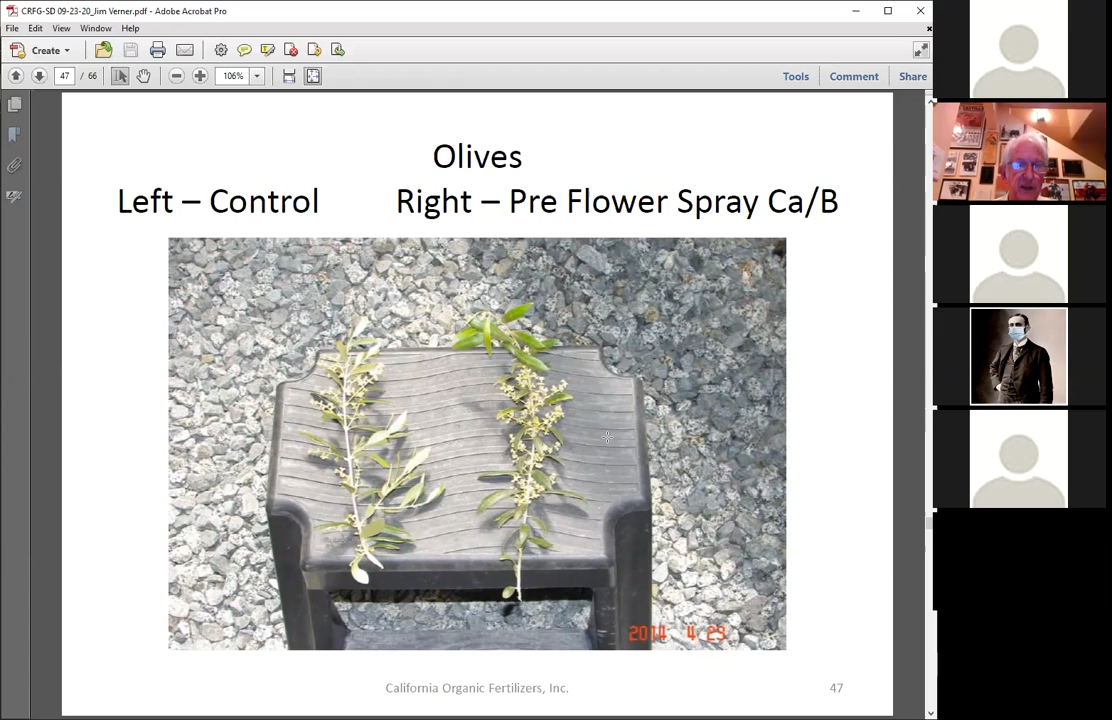 CRFG-SD 09-23-20_Jim Verner.pdf - Adobe Acrobat Pro
File Edit View Window Help
Create
47 / 66
106%
Tools Comment Share
Olives
Left – Control Right – Pre Flower Spray Ca/B
2014 4 23
California Organic Fertilizers, Inc.
47